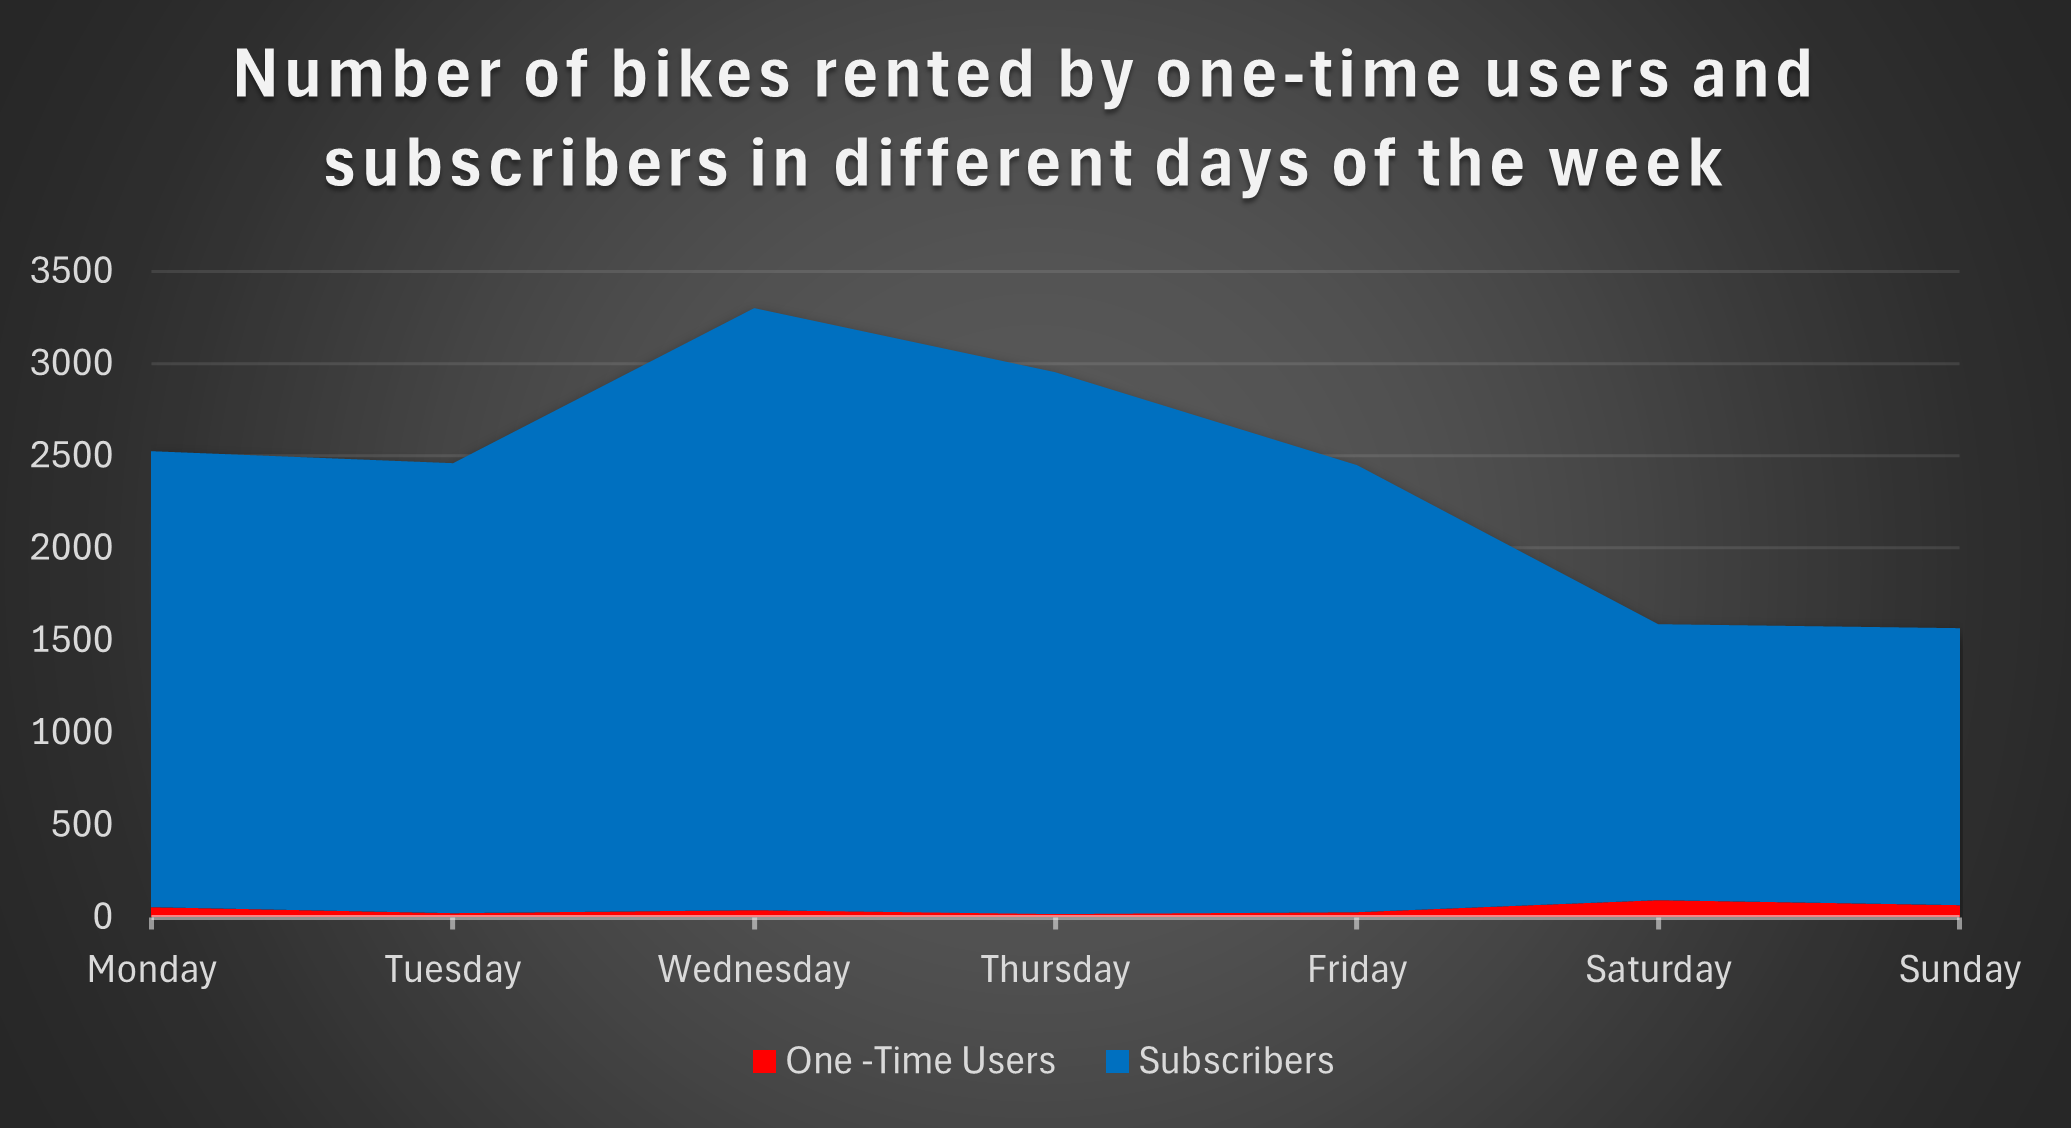 Number of bikes rented by one-time users and
subscribers in different days of the week
3500
3000
2500
2000
1500
1000
500
0
Monday Tuesday Wednesday Thursday Friday Saturday Sunday
One -Time Users Subscribers